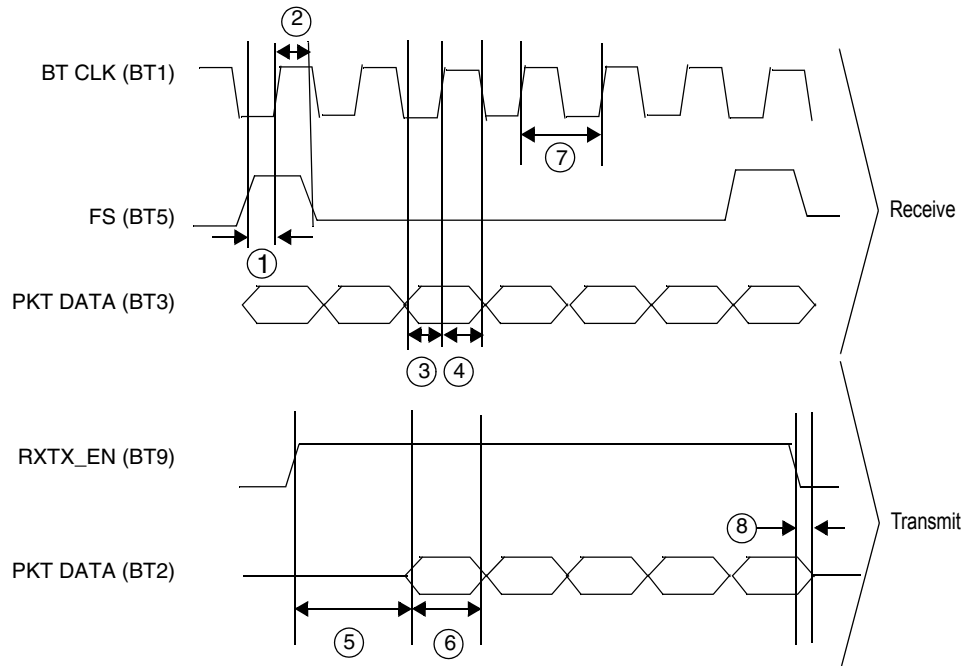 2
BT CLK (BT1)
7
FS (BT5)
Receive
1
PKT DATA (BT3)
3 4
RXTX_EN (BT9)
8
Transmit
PKT DATA (BT2)
5 6